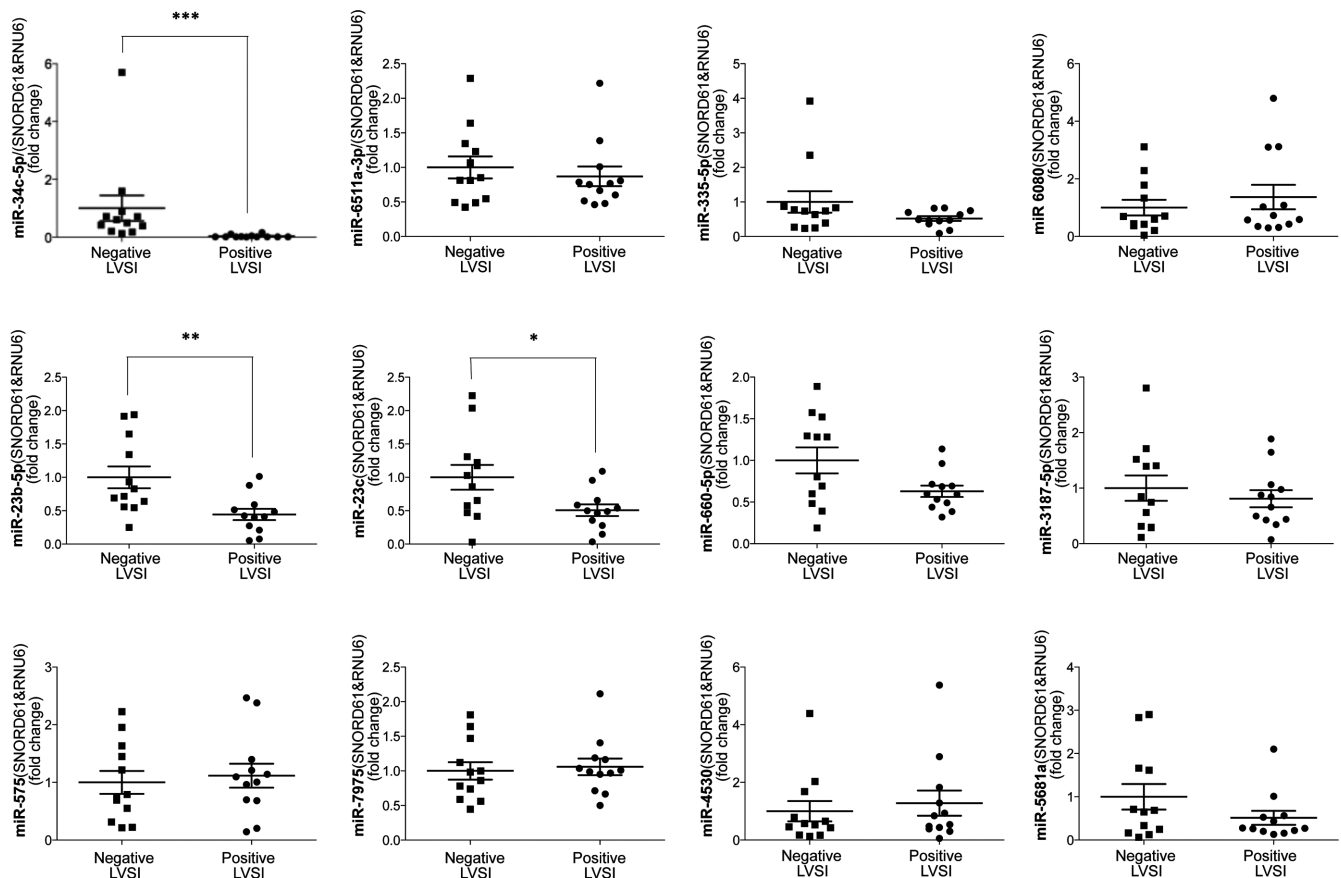 ***
miR-34c-5p/(SNORD61&RNU6)
(fold change)
6
4
2
0
Negative
LVSI
Positive
LVSI
miR-6511a-3p/(SNORD61&RNU6)
(fold change)
2.5
2.0
1.5
1.0
0.5
0.0
Negative
LVSI
Positive
LVSI
miR-335-5p(SNORD61&RNU6)
(fold change)
5
4
3
2
1
0
Negative
LVSI
Positive
LVSI
miR 6080(SNORD61&RNU6)
(fold change)
6
4
2
0
Negative
LVSI
Positive
LVSI
**
miR-23b-5p(SNORD61&RNU6)
(fold change)
2.5
2.0
1.5
1.0
0.5
0.0
Negative
LVSI
Positive
LVSI
*
miR-23c(SNORD61&RNU6)
(fold change)
2.5
2.0
1.5
1.0
0.5
0.0
Negative
LVSI
Positive
LVSI
miR-660-5p(SNORD61&RNU6)
(fold change)
2.0
1.5
1.0
0.5
0.0
Negative
LVSI
Positive
LVSI
miR-3187-5p(SNORD61&RNU6)
(fold change)
3
2
1
0
Negative
LVSI
Positive
LVSI
miR-575(SNORD61&RNU6)
(fold change)
3
2
1
0
Negative
LVSI
Positive
LVSI
miR-7975(SNORD61&RNU6)
(fold change)
2.5
2.0
1.5
1.0
0.5
0.0
Negative
LVSI
Positive
LVSI
miR-4530(SNORD61&RNU6)
(fold change)
6
4
2
0
Negative
LVSI
Positive
LVSI
miR-5681a(SNORD61&RNU6)
(fold change)
4
3
2
1
0
Negative
LVSI
Positive
LVSI